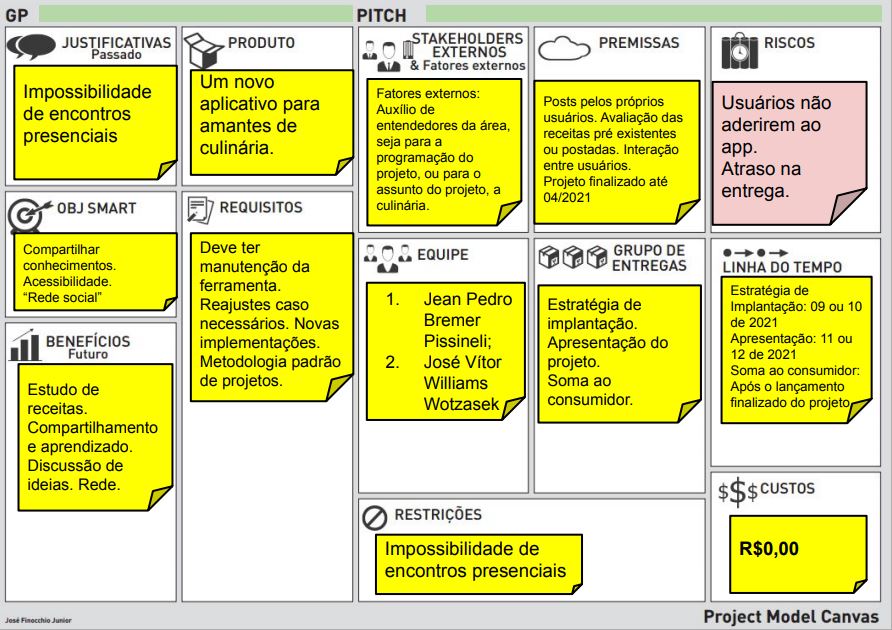 GP
PITCH
JUSTIFICATIVAS
Passado
Impossibilidade
de encontros
presenciais
OBJ SMART
Compartilhar
conhecimentos.
Acessibilidade.
“Rede social”
BENEFÍCIOS
Futuro
Estudo de
receitas.
Compartilhamento
e aprendizado.
Discussão de
ideias. Rede.
PRODUTO
Um novo
aplicativo para
amantes de
culinária.
REQUISITOS
Deve ter
manutenção da
ferramenta.
Reajustes caso
necessários. Novas
implementações.
Metodologia padrão
de projetos.
STAKEHOLDERS
EXTERNOS
& Fatores externos
Fatores externos:
Auxílio de
entendedores da área,
seja para a
programação do
projeto, ou para o
assunto do projeto, a
culinária.
EQUIPE
1. Jean Pedro
Bremer
Pissineli;
2. José Vítor
Williams
Wotzasek
PREMISSAS
Posts pelos próprios
usuários. Avaliação das
receitas pré existentes
ou postadas. Interação
entre usuários.
Projeto finalizado até
04/2021
GRUPO DE
ENTREGAS
Estratégia de
implantação.
Apresentação do
projeto.
Soma ao
consumidor.
RISCOS
Usuários não
aderirem ao
app.
Atraso na
entrega.
LINHA DO TEMPO
Estratégia de
Implantação: 09 ou 10
de 2021
Apresentação: 11 ou
12 de 2021
Soma ao consumidor:
Após o lançamento
finalizado do projeto
RESTRIÇÕES
Impossibilidade de
encontros presenciais
$$$ CUSTOS
R$0,00
José Finocchio Junior
Project Model Canvas